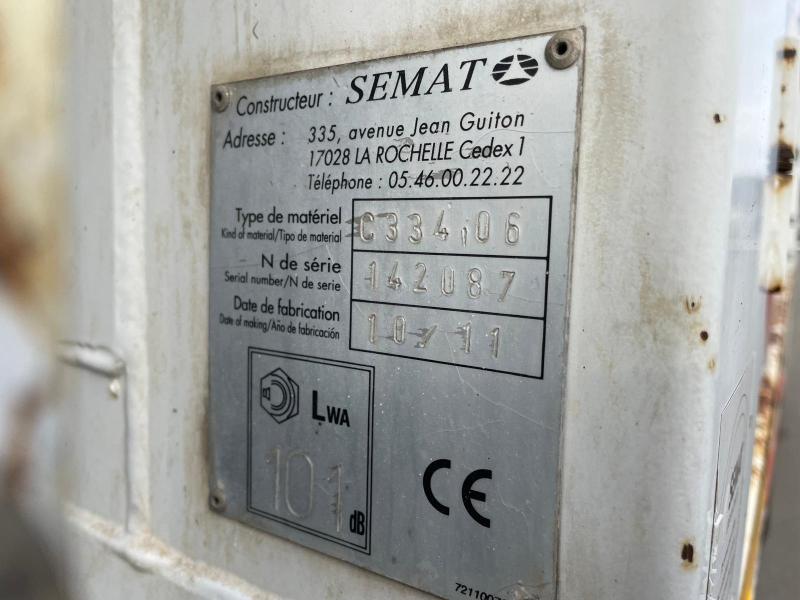 Constructeur : SEMAT
Adresse : 335, avenue Jean Guiton
17028 LA ROCHELLE Cedex 1
Téléphone : 05.46.00.22.22
Type de matériel C334,06
Kind of material/Tipo de material
N de série 142087
Serial number/N de serie
Date de fabrication 10/11
Date of making/Año de fabricación
LWA
101 dB
CE